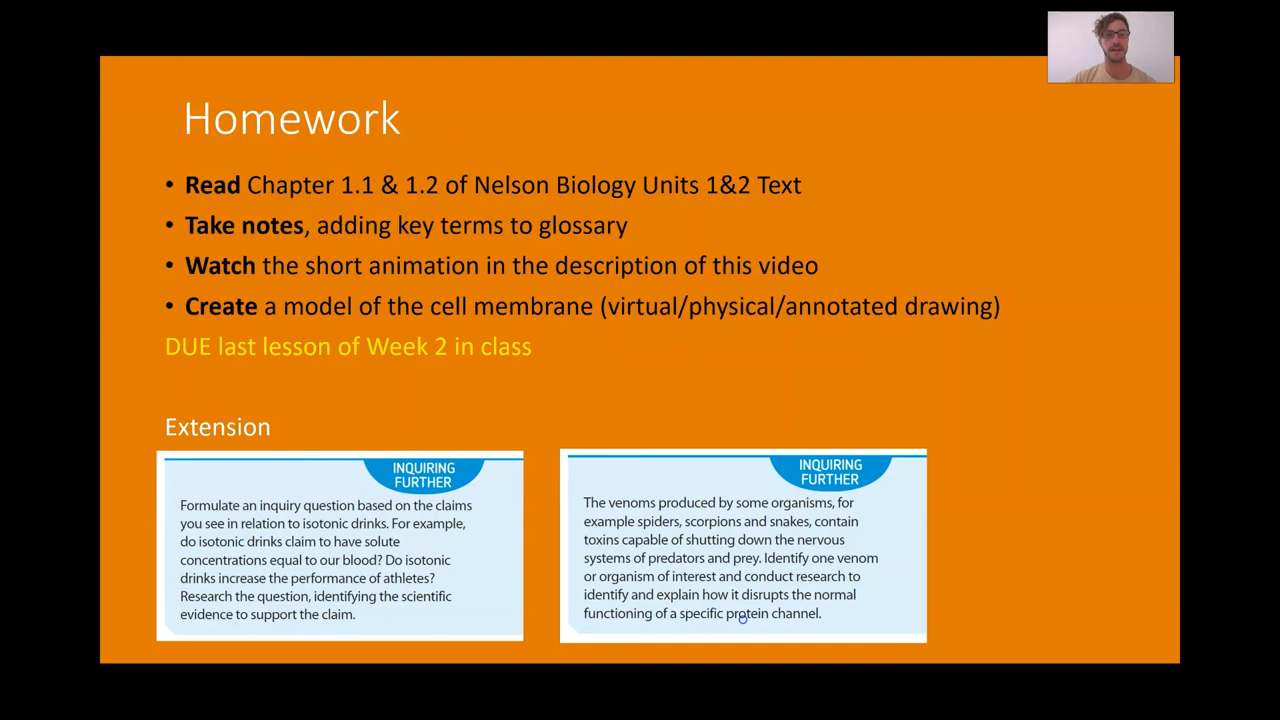 Homework
• Read Chapter 1.1 & 1.2 of Nelson Biology Units 1&2 Text
• Take notes, adding key terms to glossary
• Watch the short animation in the description of this video
• Create a model of the cell membrane (virtual/physical/annotated drawing)
DUE last lesson of Week 2 in class
Extension
INQUIRING
FURTHER
Formulate an inquiry question based on the claims
you see in relation to isotonic drinks. For example,
do isotonic drinks claim to have solute
concentrations equal to our blood? Do isotonic
drinks increase the performance of athletes?
Research the question, identifying the scientific
evidence to support the claim.
INQUIRING
FURTHER
The venoms produced by some organisms, for
example spiders, scorpions and snakes, contain
toxins capable of shutting down the nervous
systems of predators and prey. Identify one venom
or organism of interest and conduct research to
identify and explain how it disrupts the normal
functioning of a specific protein channel.